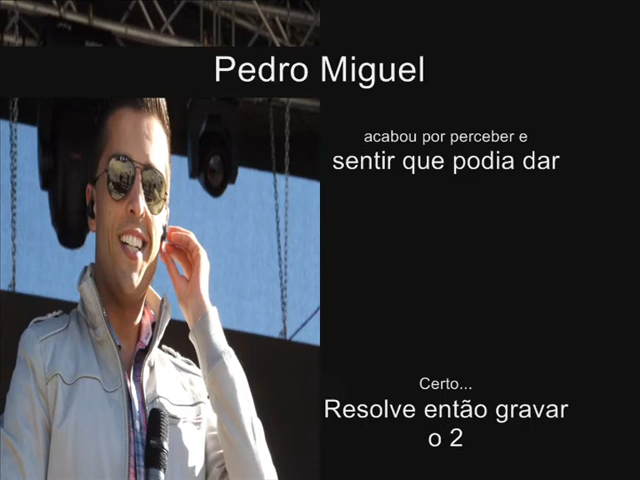 Pedro Miguel
acabou por perceber e
sentir que podia dar
Certo...
Resolve então gravar
o 2